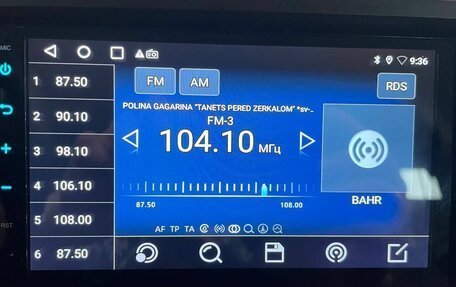 MIC
9:36
FM AM RDS
1 87.50
2 90.10
3 98.10
4 106.10
5 108.00
6 87.50
RST
POLINA GAGARINA "TANETS PERED ZERKALOM" *sv-..
FM-3
104.10 МГц
87.50 108.00
BAHR
AF TP TA